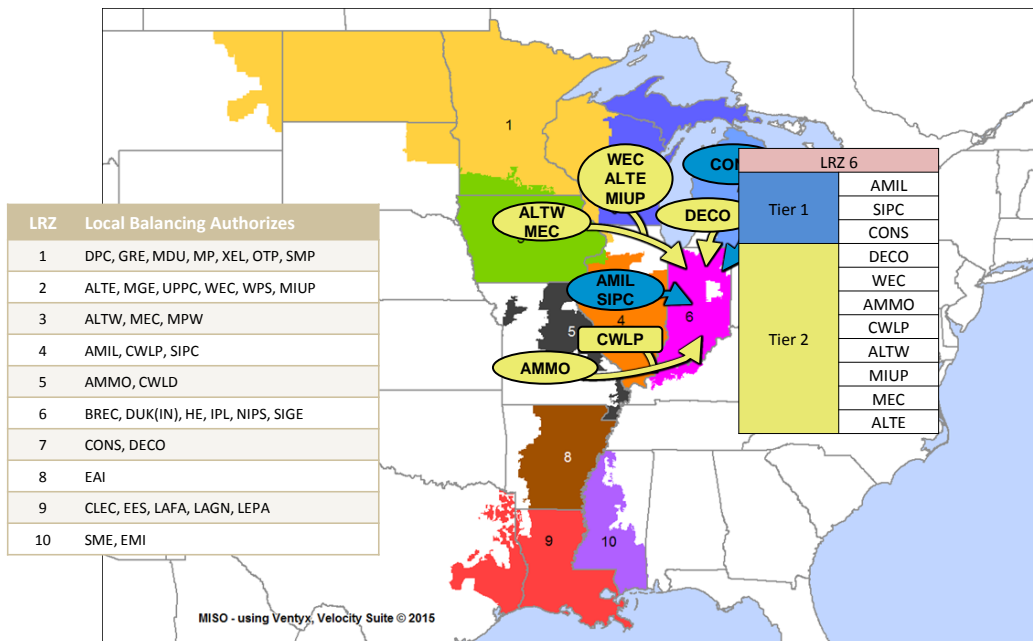 1
WEC
ALTE
MIUP
ALTW
MEC
DECO
AMIL
SIPC
5
4
6
CWLP
AMMO
8
9
10
LRZ 6
Tier 1
AMIL
SIPC
CONS
Tier 2
DECO
WEC
AMMO
CWLP
ALTW
MIUP
MEC
ALTE
LRZ Local Balancing Authorizes
1 DPC, GRE, MDU, MP, XEL, OTP, SMP
2 ALTE, MGE, UPPC, WEC, WPS, MIUP
3 ALTW, MEC, MPW
4 AMIL, CWLP, SIPC
5 AMMO, CWLD
6 BREC, DUK(IN), HE, IPL, NIPS, SIGE
7 CONS, DECO
8 EAI
9 CLEC, EES, LAFA, LAGN, LEPA
10 SME, EMI
MISO - using Ventyx, Velocity Suite © 2015